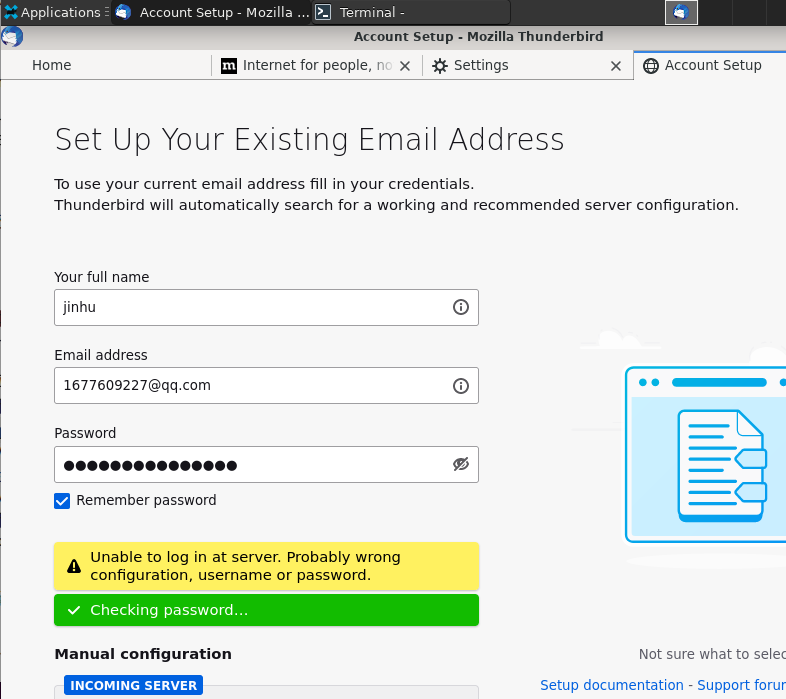 Applications
Account Setup - Mozilla ...
Terminal -
Account Setup - Mozilla Thunderbird
Home
m Internet for people, no
Settings
Account Setup
Set Up Your Existing Email Address
To use your current email address fill in your credentials.
Thunderbird will automatically search for a working and recommended server configuration.
Your full name
jinhu
Email address
1677609227@qq.com
Password
●●●●●●●●●●●●●●●
Remember password
Unable to log in at server. Probably wrong
configuration, username or password.
Checking password...
Manual configuration
Not sure what to selec
INCOMING SERVER
Setup documentation - Support forur